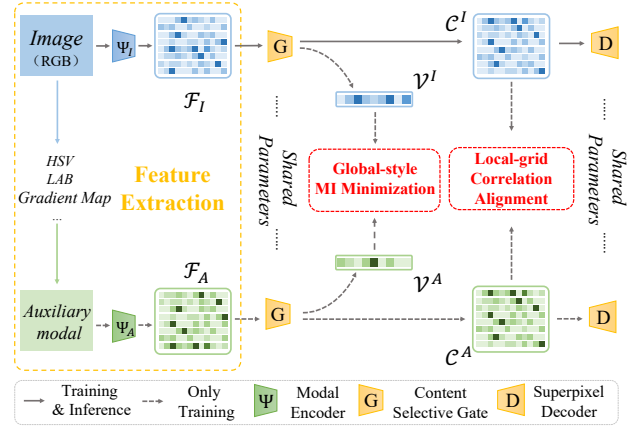 Image
（RGB）
Ψ_I
F_I
G
C^I
D
V^I
HSV
LAB
Gradient Map
...
Feature
Extraction
...... Shared ......
Parameters
Global-style
MI Minimization
Local-grid
Correlation
Alignment
...... Shared ......
Parameters
Auxiliary
modal
Ψ_A
F_A
G
V^A
C^A
D
Training
& Inference
Only
Training
Ψ
Modal
Encoder
G
Content
Selective Gate
D
Superpixel
Decoder